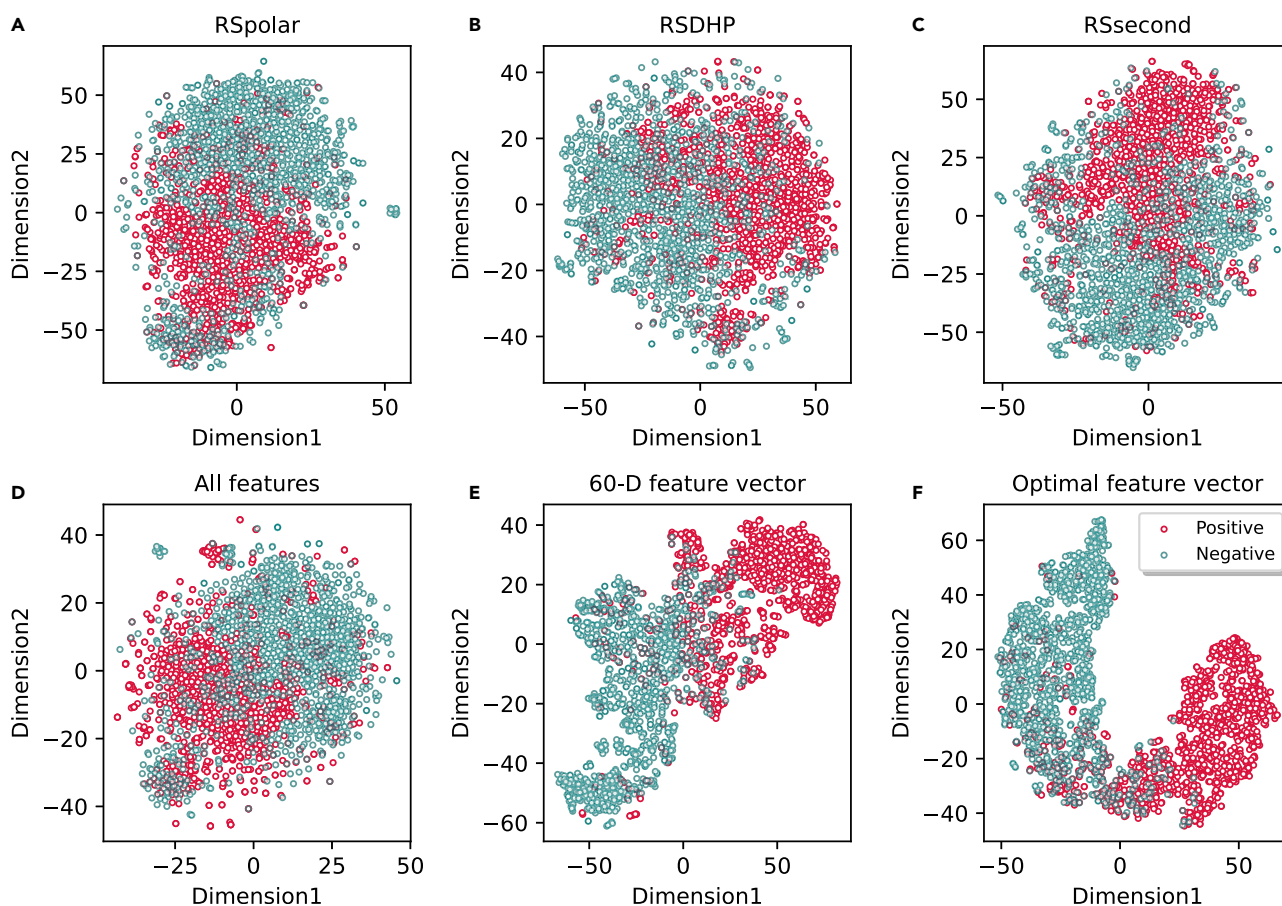 A
RSpolar
50
25
0
−25
−50
0
50
Dimension2
Dimension1
B
RSDHP
40
20
0
−20
−40
−50
0
50
Dimension2
Dimension1
C
RSsecond
50
25
0
−25
−50
−50
0
Dimension2
Dimension1
D
All features
40
20
0
−20
−40
−25
0
25
50
Dimension2
Dimension1
E
60-D feature vector
40
20
0
−20
−40
−60
−50
0
50
Dimension2
Dimension1
F
Optimal feature vector
Positive
Negative
60
40
20
0
−20
−40
−50
0
50
Dimension2
Dimension1